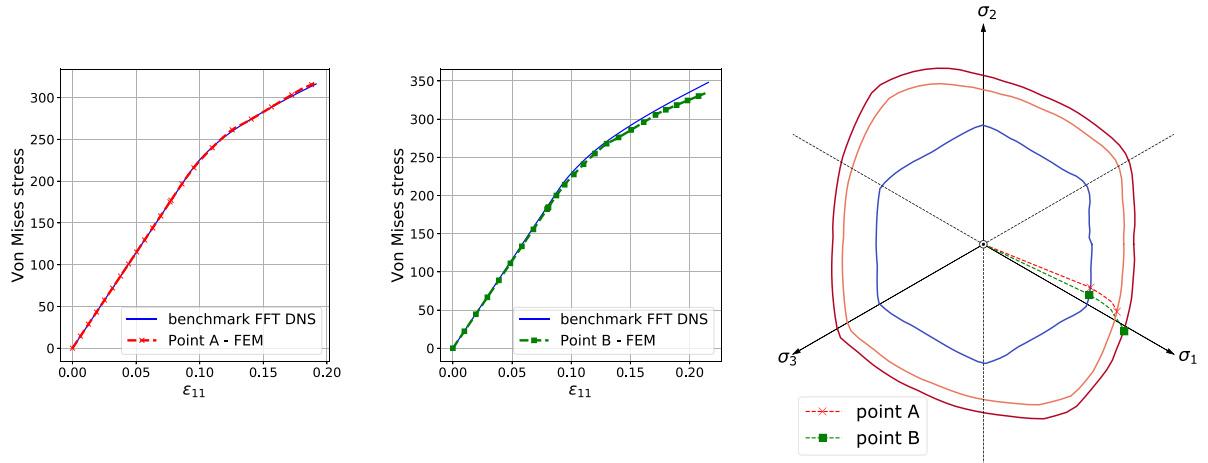 Von Mises stress
300
250
200
150
100
50
0
0.00 0.05 0.10 0.15 0.20
ε11
benchmark FFT DNS
Point A - FEM
Von Mises stress
350
300
250
200
150
100
50
0
0.00 0.05 0.10 0.15 0.20
ε11
benchmark FFT DNS
Point B - FEM
σ2
σ3
σ1
point A
point B